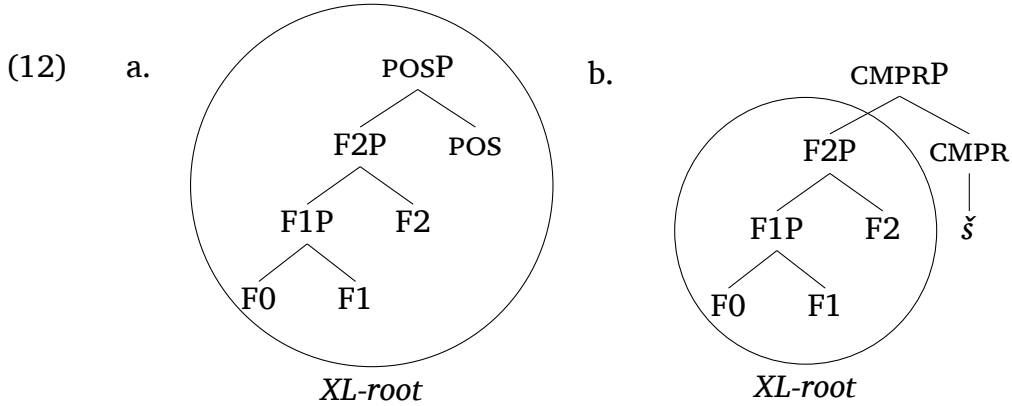 (12) a. POSP b. CMPRP
F2P POS F2P CMPR
F1P F2 F1P F2 š
F0 F1 F0 F1
XL-root XL-root